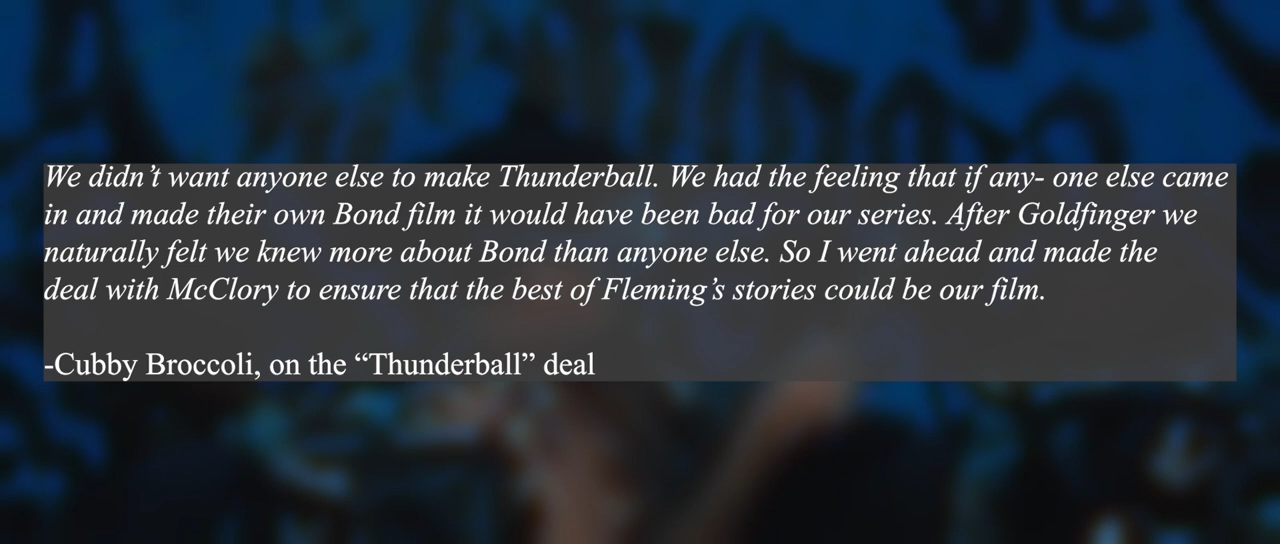 We didn’t want anyone else to make Thunderball. We had the feeling that if any- one else came
in and made their own Bond film it would have been bad for our series. After Goldfinger we
naturally felt we knew more about Bond than anyone else. So I went ahead and made the
deal with McClory to ensure that the best of Fleming’s stories could be our film.
-Cubby Broccoli, on the “Thunderball” deal